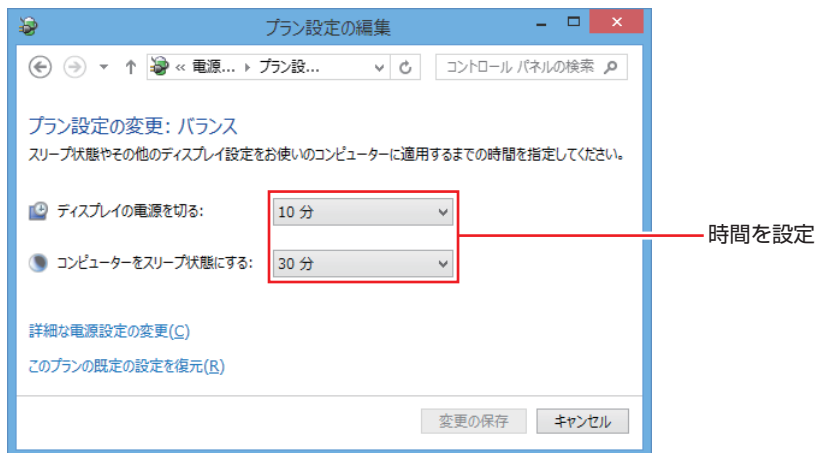 プラン設定の編集
« 電源... › プラン設...
コントロール パネルの検索
プラン設定の変更: バランス
スリープ状態やその他のディスプレイ設定をお使いのコンピューターに適用するまでの時間を指定してください。
ディスプレイの電源を切る: 10 分
時間を設定
コンピューターをスリープ状態にする: 30 分
詳細な電源設定の変更(C)
このプランの既定の設定を復元(R)
変更の保存 キャンセル